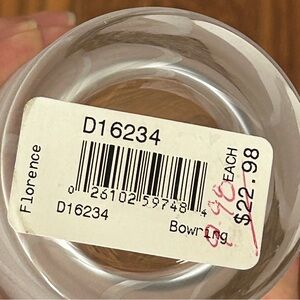 Florence
D16234
0 26102 59748 4
D16234
Bowring
EACH
$22.98